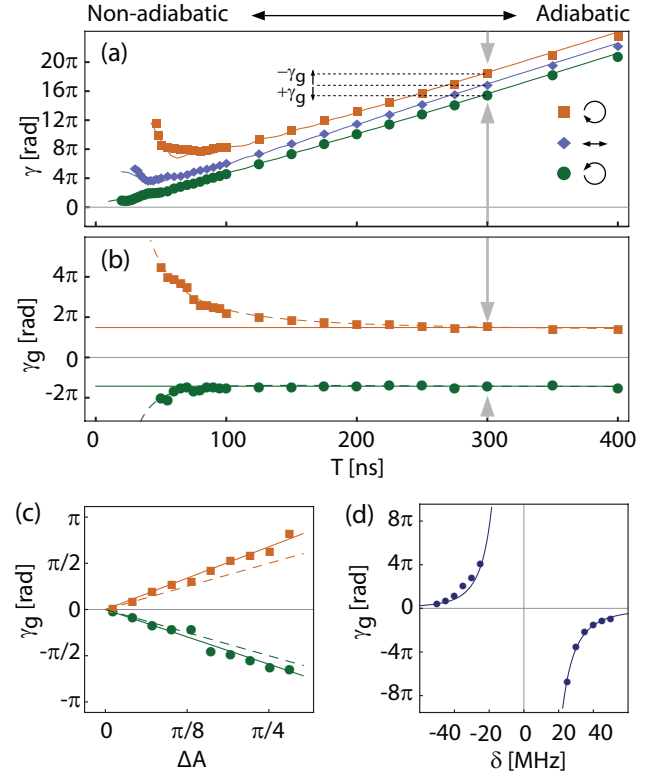 Non-adiabatic Adiabatic
(a)
20π
16π
12π
8π
4π
0
γ [rad]
−γg
+γg
(b)
4π
2π
0
-2π
γg [rad]
0 100 200 300 400
T [ns]
(c)
π
π/2
0
-π/2
-π
γg [rad]
0 π/8 π/4
ΔA
(d)
8π
4π
0
-4π
-8π
γg [rad]
-40 -20 0 20 40
δ [MHz]